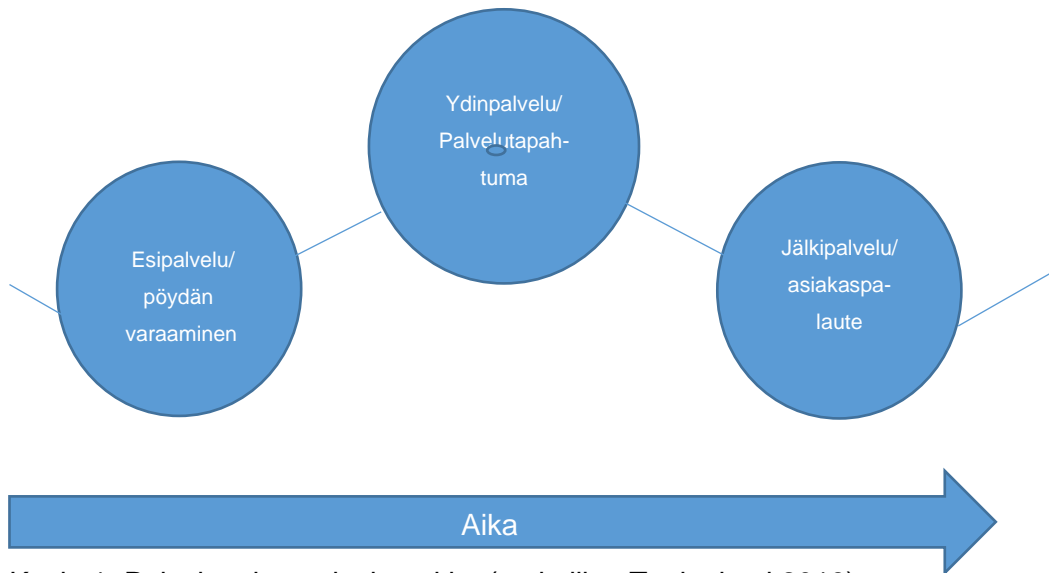 Ydinpalvelu/
Palvelutapah-
tuma
Esipalvelu/
pöydän
varaaminen
Jälkipalvelu/
asiakaspa-
laute
Aika